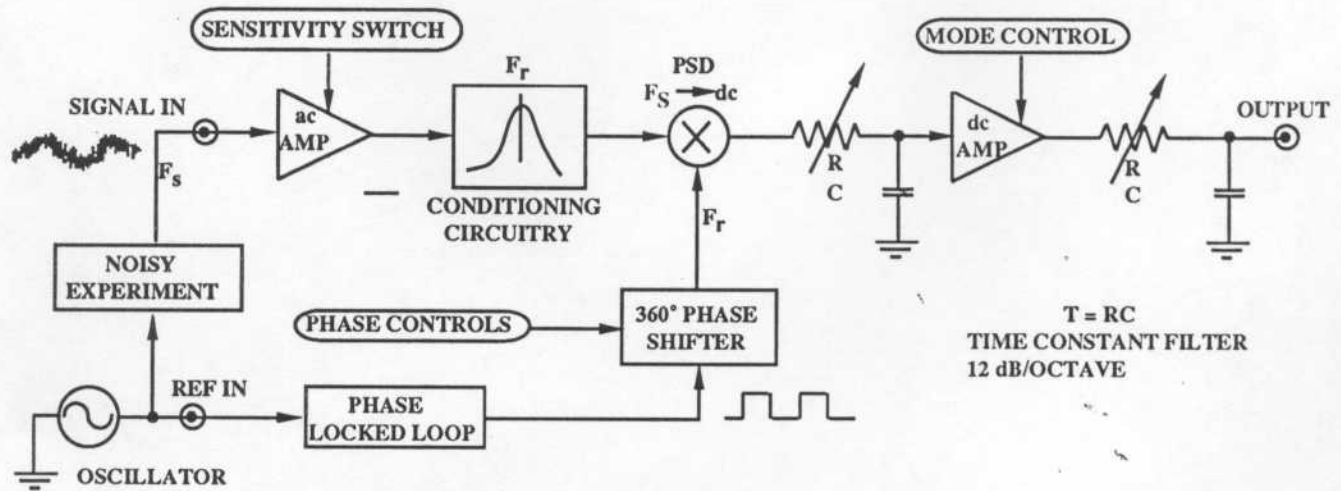 SENSITIVITY SWITCH
MODE CONTROL
F_r
PSD
F_S → dc
SIGNAL IN
ac
AMP
dc
AMP
OUTPUT
F_s
R
C
R
C
CONDITIONING
CIRCUITRY
F_r
NOISY
EXPERIMENT
PHASE CONTROLS
360° PHASE
SHIFTER
T = RC
TIME CONSTANT FILTER
12 dB/OCTAVE
REF IN
PHASE
LOCKED LOOP
OSCILLATOR